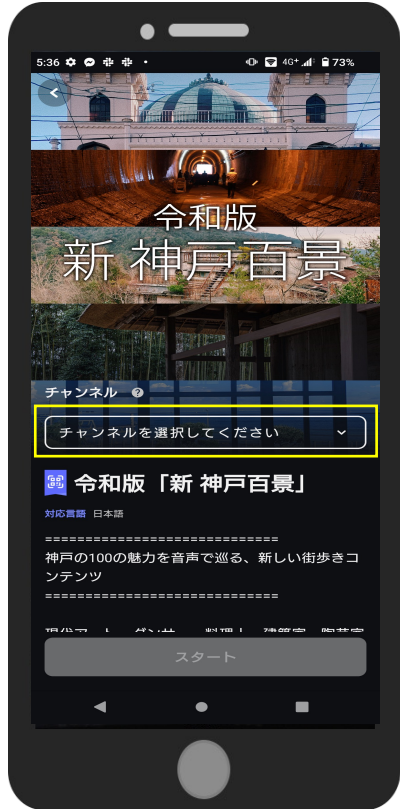 5:36
4G+
73%
令和版
新 神戸百景
チャンネル ?
チャンネルを選択してください
令和版「新 神戸百景」
対応言語 日本語
=============================
神戸の100の魅力を音声で巡る、新しい街歩きコ
ンテンツ
=============================
スタート